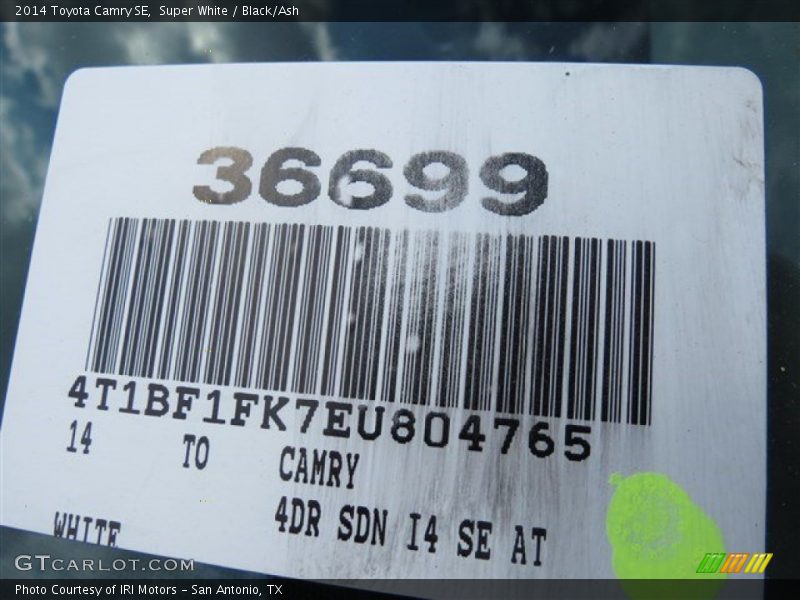 2014 Toyota Camry SE, Super White / Black/Ash
36699
4T1BF1FK7EU804765
14 TO CAMRY
4DR SDN I4 SE AT
WHITE
GTCARLOT.COM
Photo Courtesy of IRI Motors - San Antonio, TX